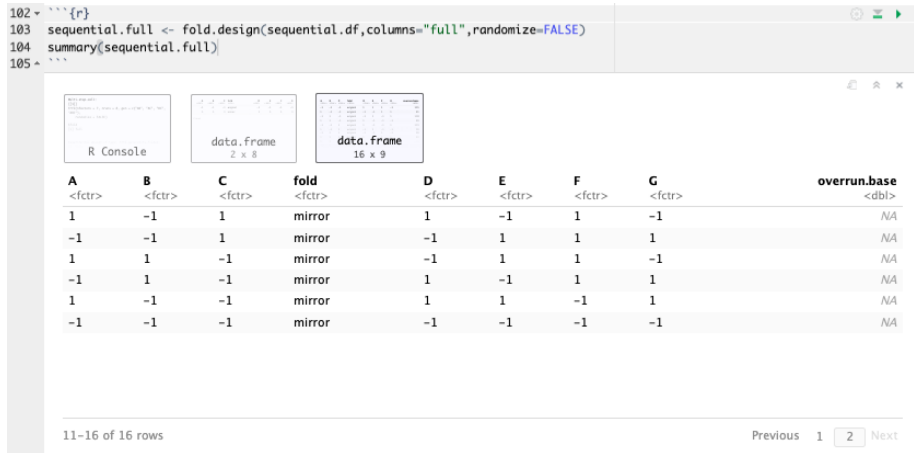 102 ```{r}
103 sequential.full <- fold.design(sequential.df,columns="full",randomize=FALSE)
104 summary(sequential.full)
105 ```
R Console
data.frame
2 x 8
data.frame
16 x 9
A B C fold D E F G overrun.base
<fctr> <fctr> <fctr> <fctr> <fctr> <fctr> <fctr> <fctr> <dbl>
1 -1 1 mirror 1 -1 1 -1 NA
-1 -1 1 mirror -1 1 1 1 NA
1 1 -1 mirror -1 1 1 -1 NA
-1 1 -1 mirror 1 -1 1 1 NA
1 -1 -1 mirror 1 1 -1 1 NA
-1 -1 -1 mirror -1 -1 -1 -1 NA
11-16 of 16 rows
Previous 1 2 Next